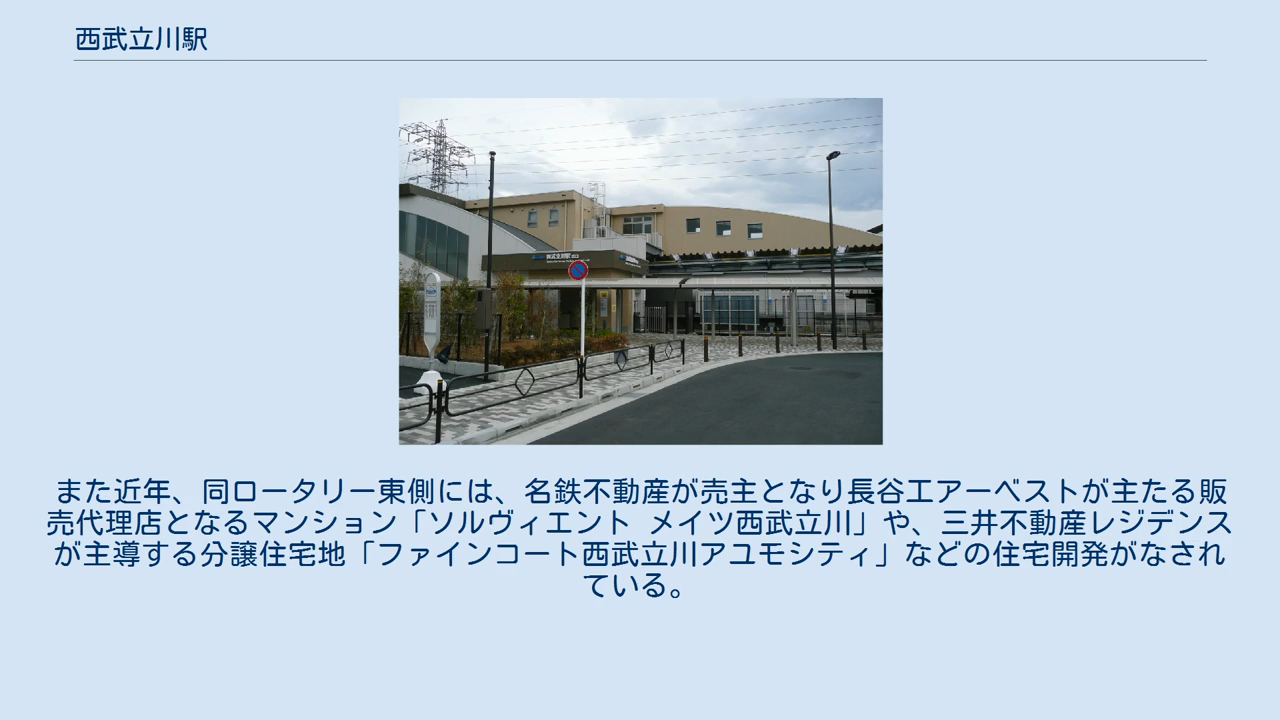 西武立川駅
西武立川駅
また近年、同ロータリー東側には、名鉄不動産が売主となり長谷工アーベストが主たる販
売代理店となるマンション「ソルヴィエント メイツ西武立川」や、三井不動産レジデンス
が主導する分譲住宅地「ファインコート西武立川アユモシティ」などの住宅開発がなされ
ている。